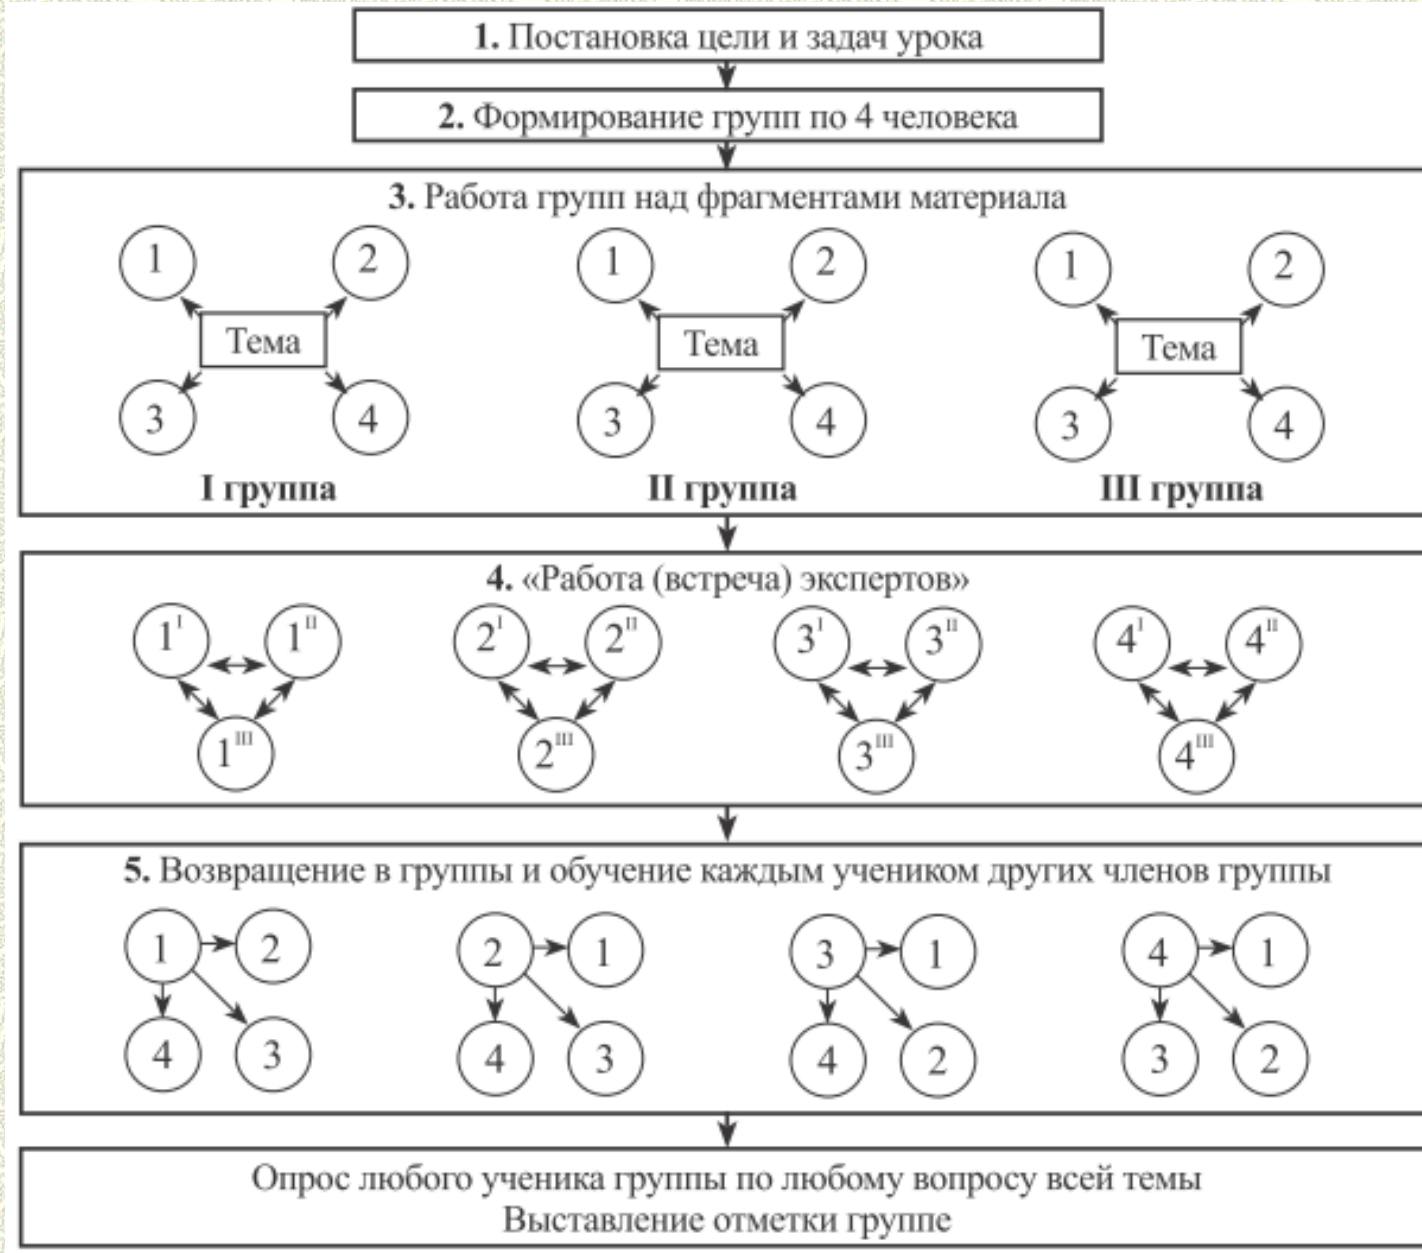 1. Постановка цели и задач урока
2. Формирование групп по 4 человека
3. Работа групп над фрагментами материала
1 2 1 2 1 2
Тема Тема Тема
3 4 3 4 3 4
I группа II группа III группа
4. «Работа (встреча) экспертов»
1ᴵ 1ᴵᴵ 2ᴵ 2ᴵᴵ 3ᴵ 3ᴵᴵ 4ᴵ 4ᴵᴵ
1ᴵᴵᴵ 2ᴵᴵᴵ 3ᴵᴵᴵ 4ᴵᴵᴵ
5. Возвращение в группы и обучение каждым учеником других членов группы
1 2 2 1 3 1 4 1
4 3 4 3 4 2 3 2
Опрос любого ученика группы по любому вопросу всей темы
Выставление отметки группе